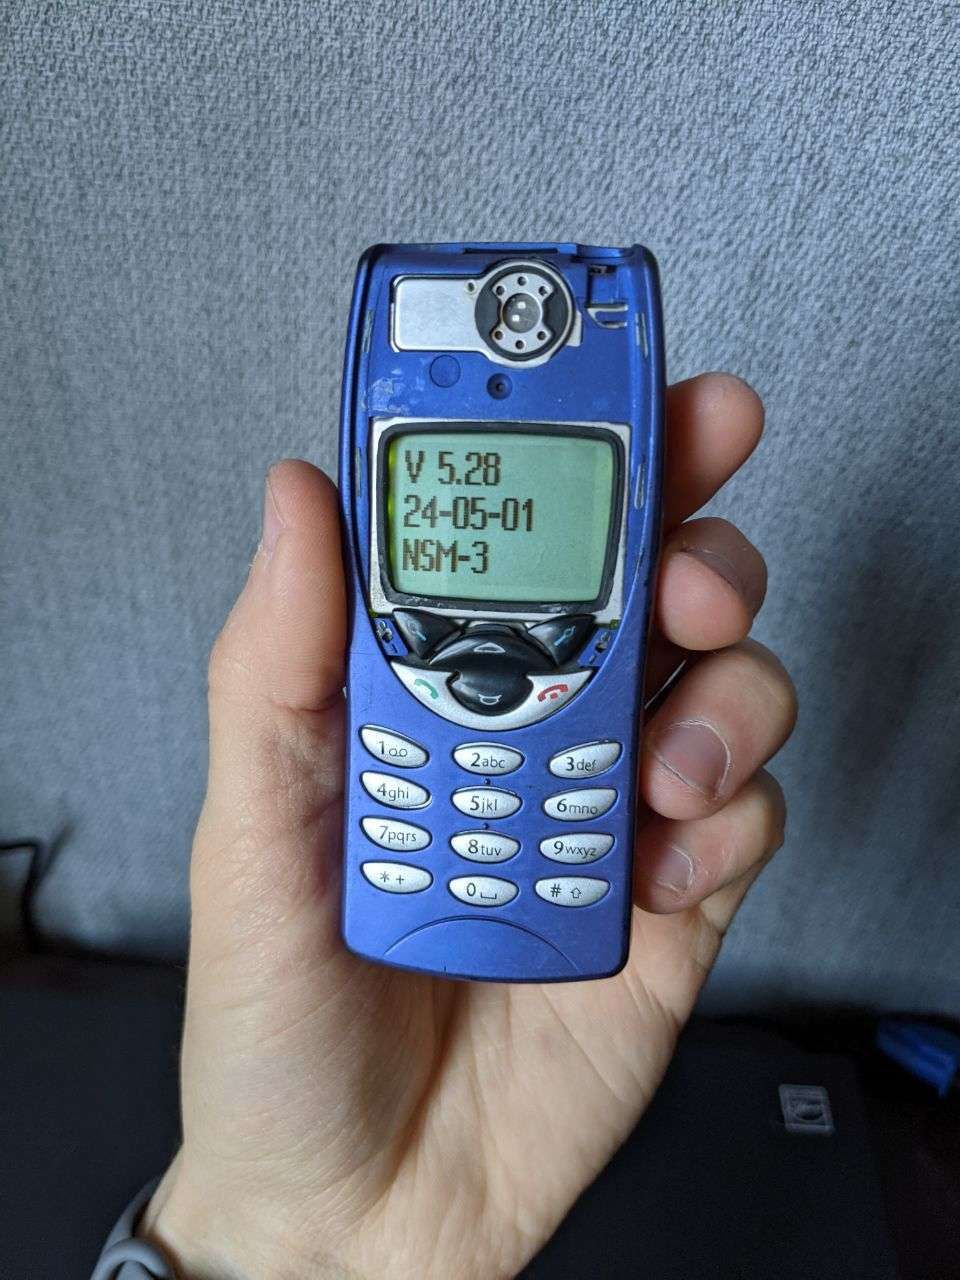 V 5.28
24-05-01
NSM-3
1 2abc 3def
4ghi 5jkl 6mno
7pqrs 8tuv 9wxyz
* + 0 #